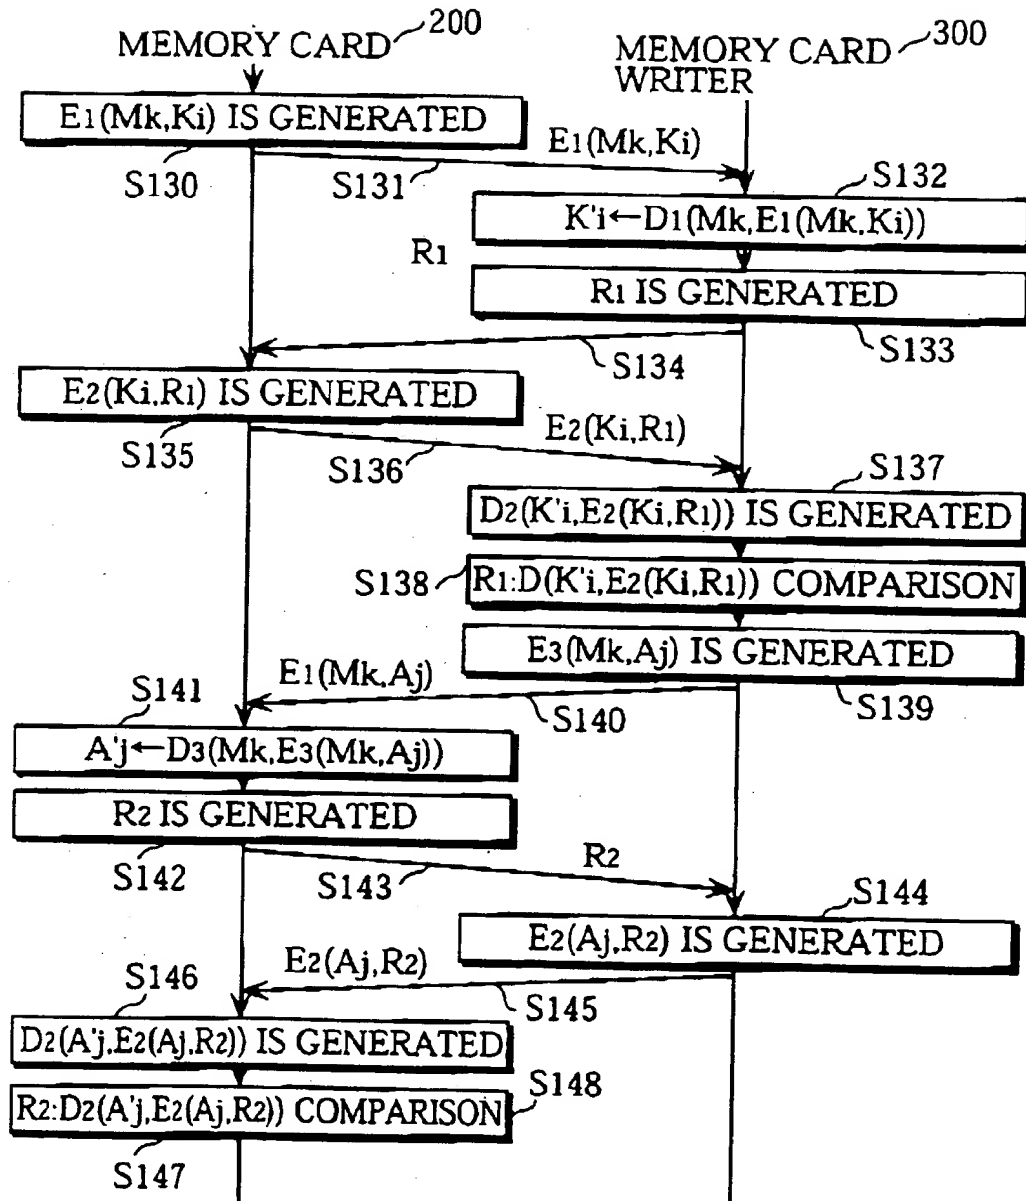 MEMORY CARD 200
MEMORY CARD WRITER 300
E1(Mk,Ki) IS GENERATED
S130
S131
E1(Mk,Ki)
S132
K'i←D1(Mk,E1(Mk,Ki))
R1
R1 IS GENERATED
S133
S134
E2(Ki,R1) IS GENERATED
S135
S136
E2(Ki,R1)
S137
D2(K'i,E2(Ki,R1)) IS GENERATED
S138
R1:D(K'i,E2(Ki,R1)) COMPARISON
E3(Mk,Aj) IS GENERATED
S139
E1(Mk,Aj)
S140
S141
A'j←D3(Mk,E3(Mk,Aj))
R2 IS GENERATED
S142
S143
R2
S144
E2(Aj,R2) IS GENERATED
E2(Aj,R2)
S145
S146
D2(A'j,E2(Aj,R2)) IS GENERATED
R2:D2(A'j,E2(Aj,R2)) COMPARISON
S148
S147